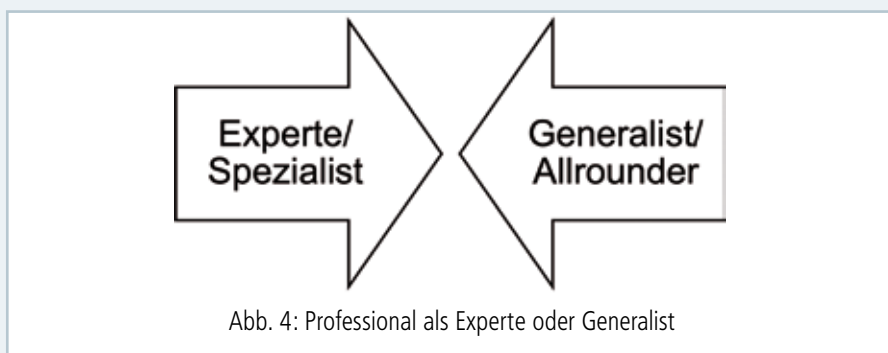 Experte/
Spezialist
Generalist/
Allrounder
Abb. 4: Professional als Experte oder Generalist